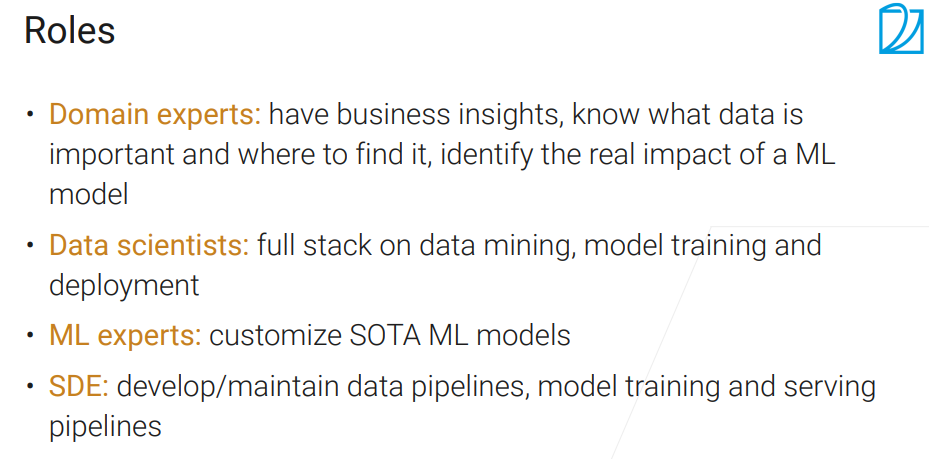 Roles
• Domain experts: have business insights, know what data is
important and where to find it, identify the real impact of a ML
model
• Data scientists: full stack on data mining, model training and
deployment
• ML experts: customize SOTA ML models
• SDE: develop/maintain data pipelines, model training and serving
pipelines